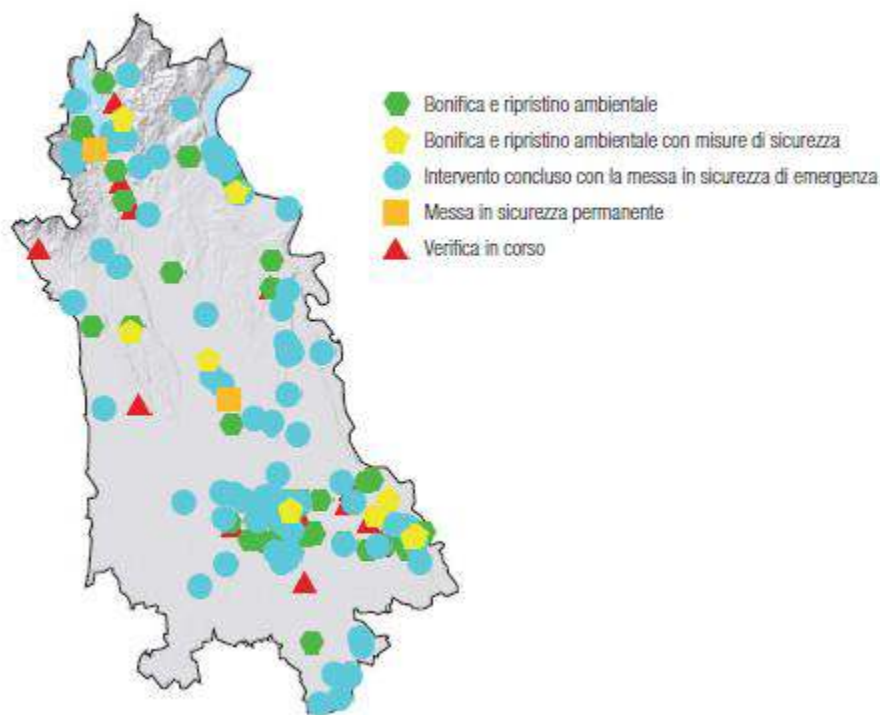 Bonifica e ripristino ambientale
Bonifica e ripristino ambientale con misure di sicurezza
Intervento concluso con la messa in sicurezza di emergenza
Messa in sicurezza permanente
Verifica in corso